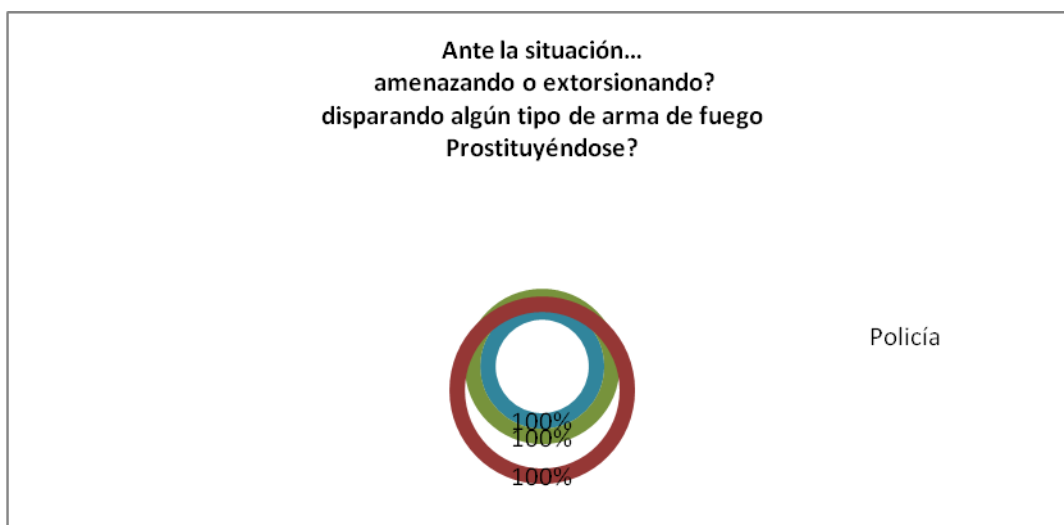 Ante la situación...
amenazando o extorsionando?
disparando algún tipo de arma de fuego
Prostituyéndose?
Policía
100%
100%
100%